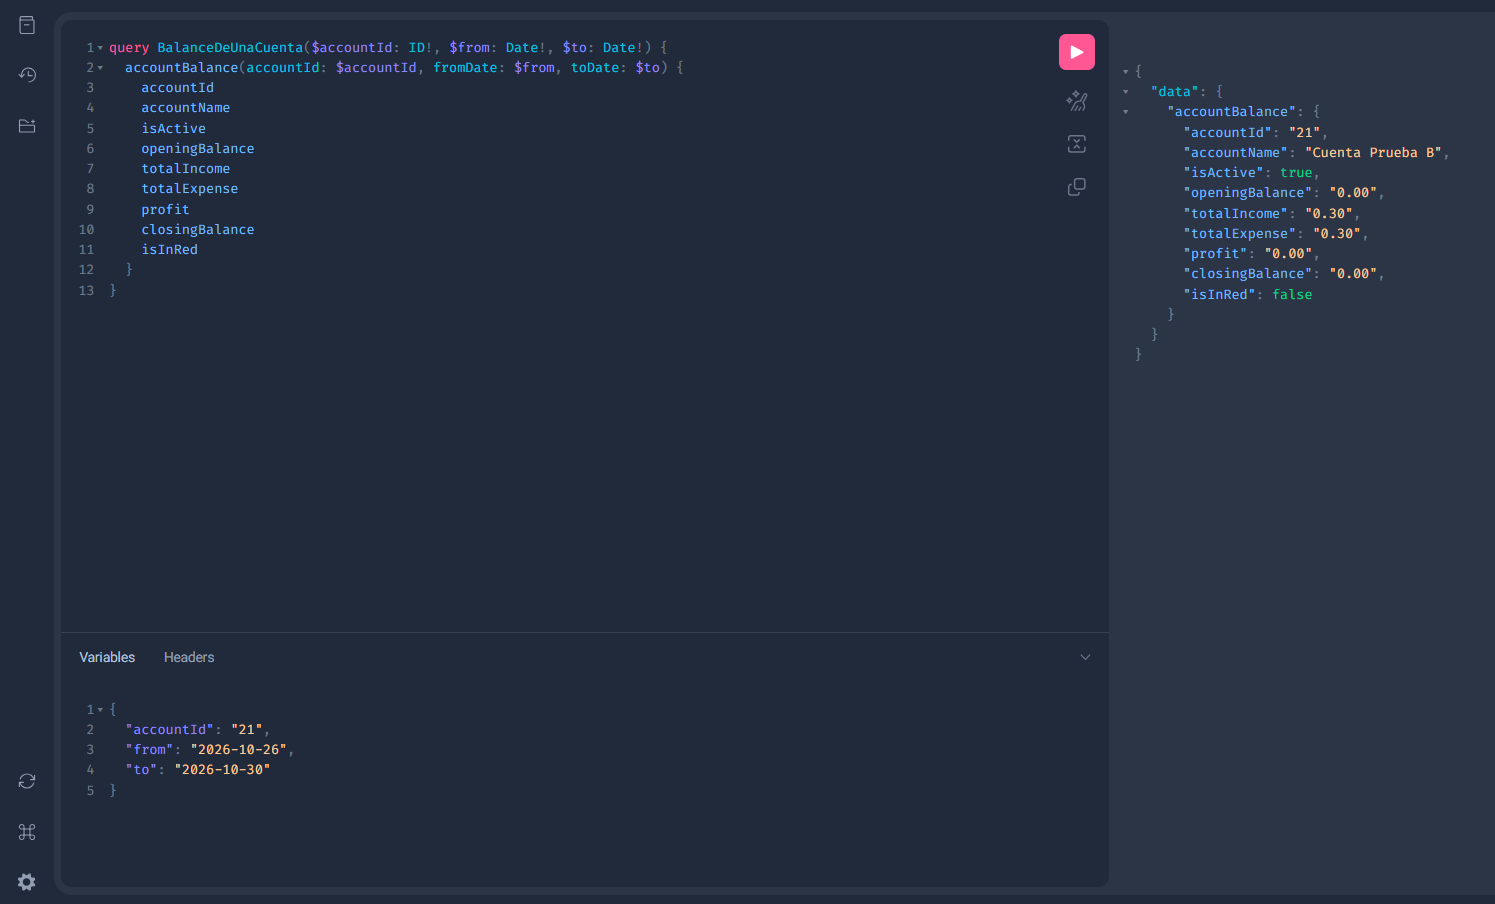 1 query BalanceDeUnaCuenta($accountId: ID!, $from: Date!, $to: Date!) {
2 accountBalance(accountId: $accountId, fromDate: $from, toDate: $to) {
3 accountId
4 accountName
5 isActive
6 openingBalance
7 totalIncome
8 totalExpense
9 profit
10 closingBalance
11 isInRed
12 }
13 }
Variables Headers
1 {
2 "accountId": "21",
3 "from": "2026-10-26",
4 "to": "2026-10-30"
5 }
{
"data": {
"accountBalance": {
"accountId": "21",
"accountName": "Cuenta Prueba B",
"isActive": true,
"openingBalance": "0.00",
"totalIncome": "0.30",
"totalExpense": "0.30",
"profit": "0.00",
"closingBalance": "0.00",
"isInRed": false
}
}
}